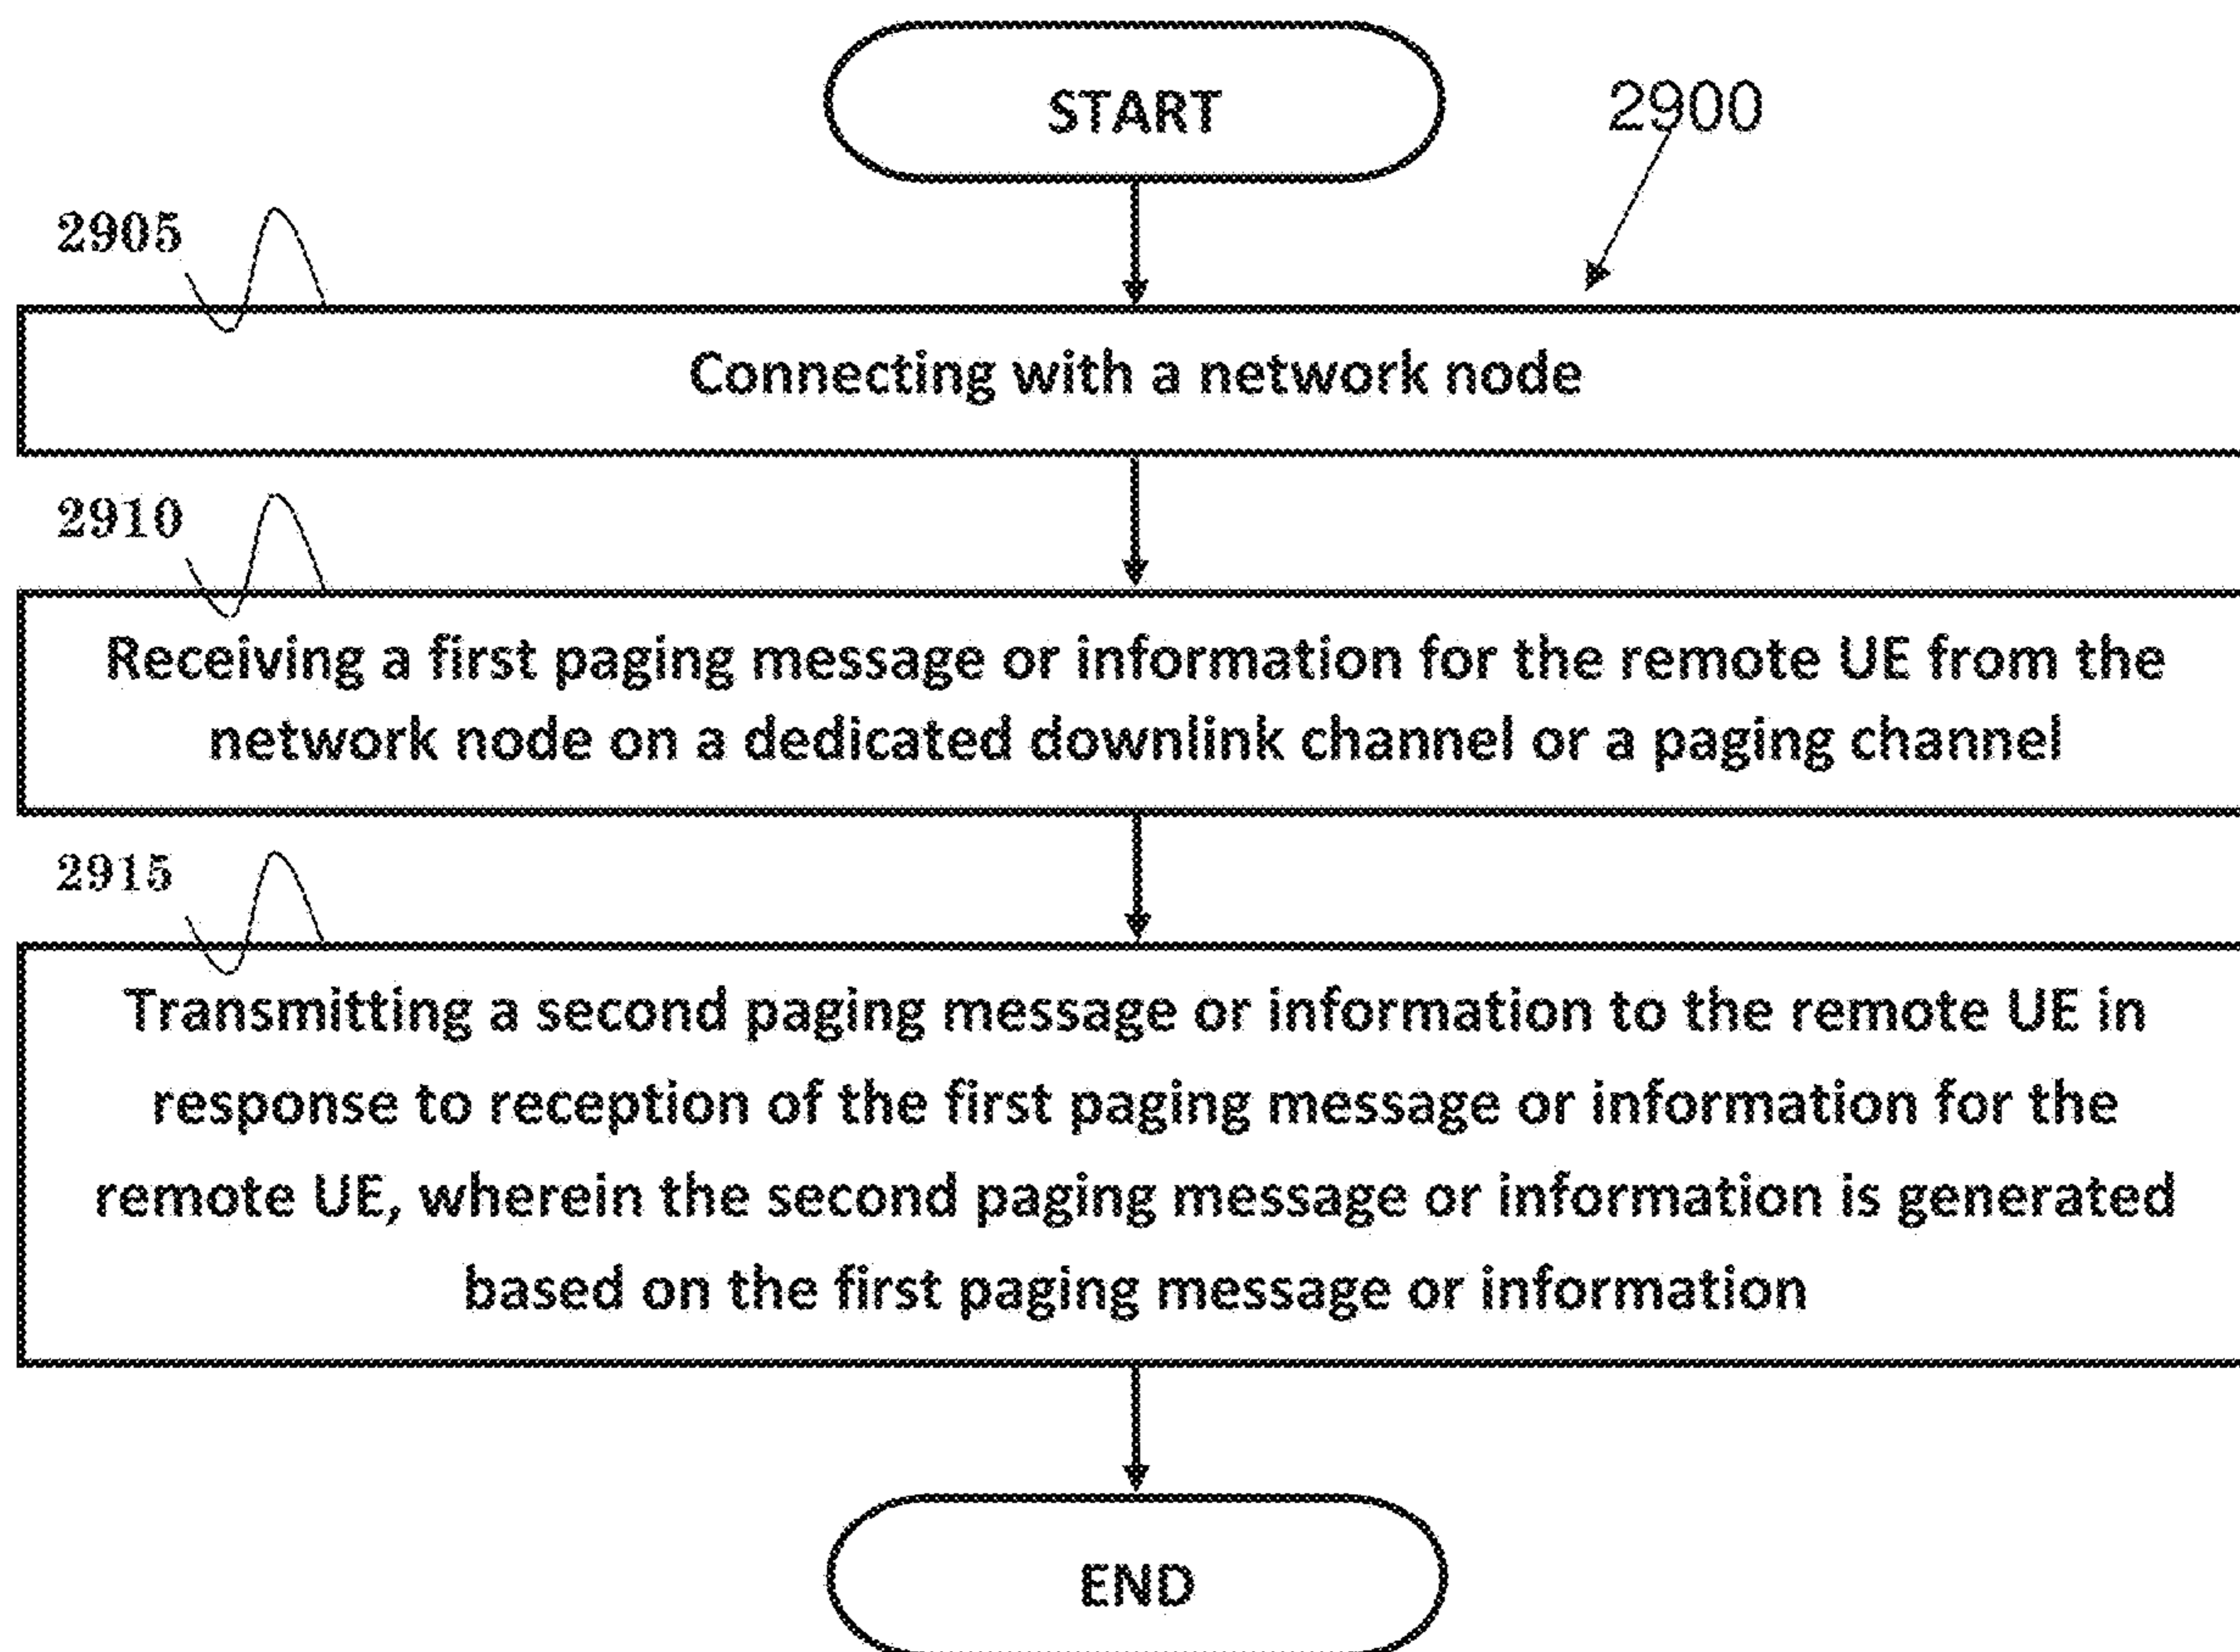 START
2900
2905
Connecting with a network node
2910
Receiving a first paging message or information for the remote UE from the
network node on a dedicated downlink channel or a paging channel
2915
Transmitting a second paging message or information to the remote UE in
response to reception of the first paging message or information for the
remote UE, wherein the second paging message or information is generated
based on the first paging message or information
END